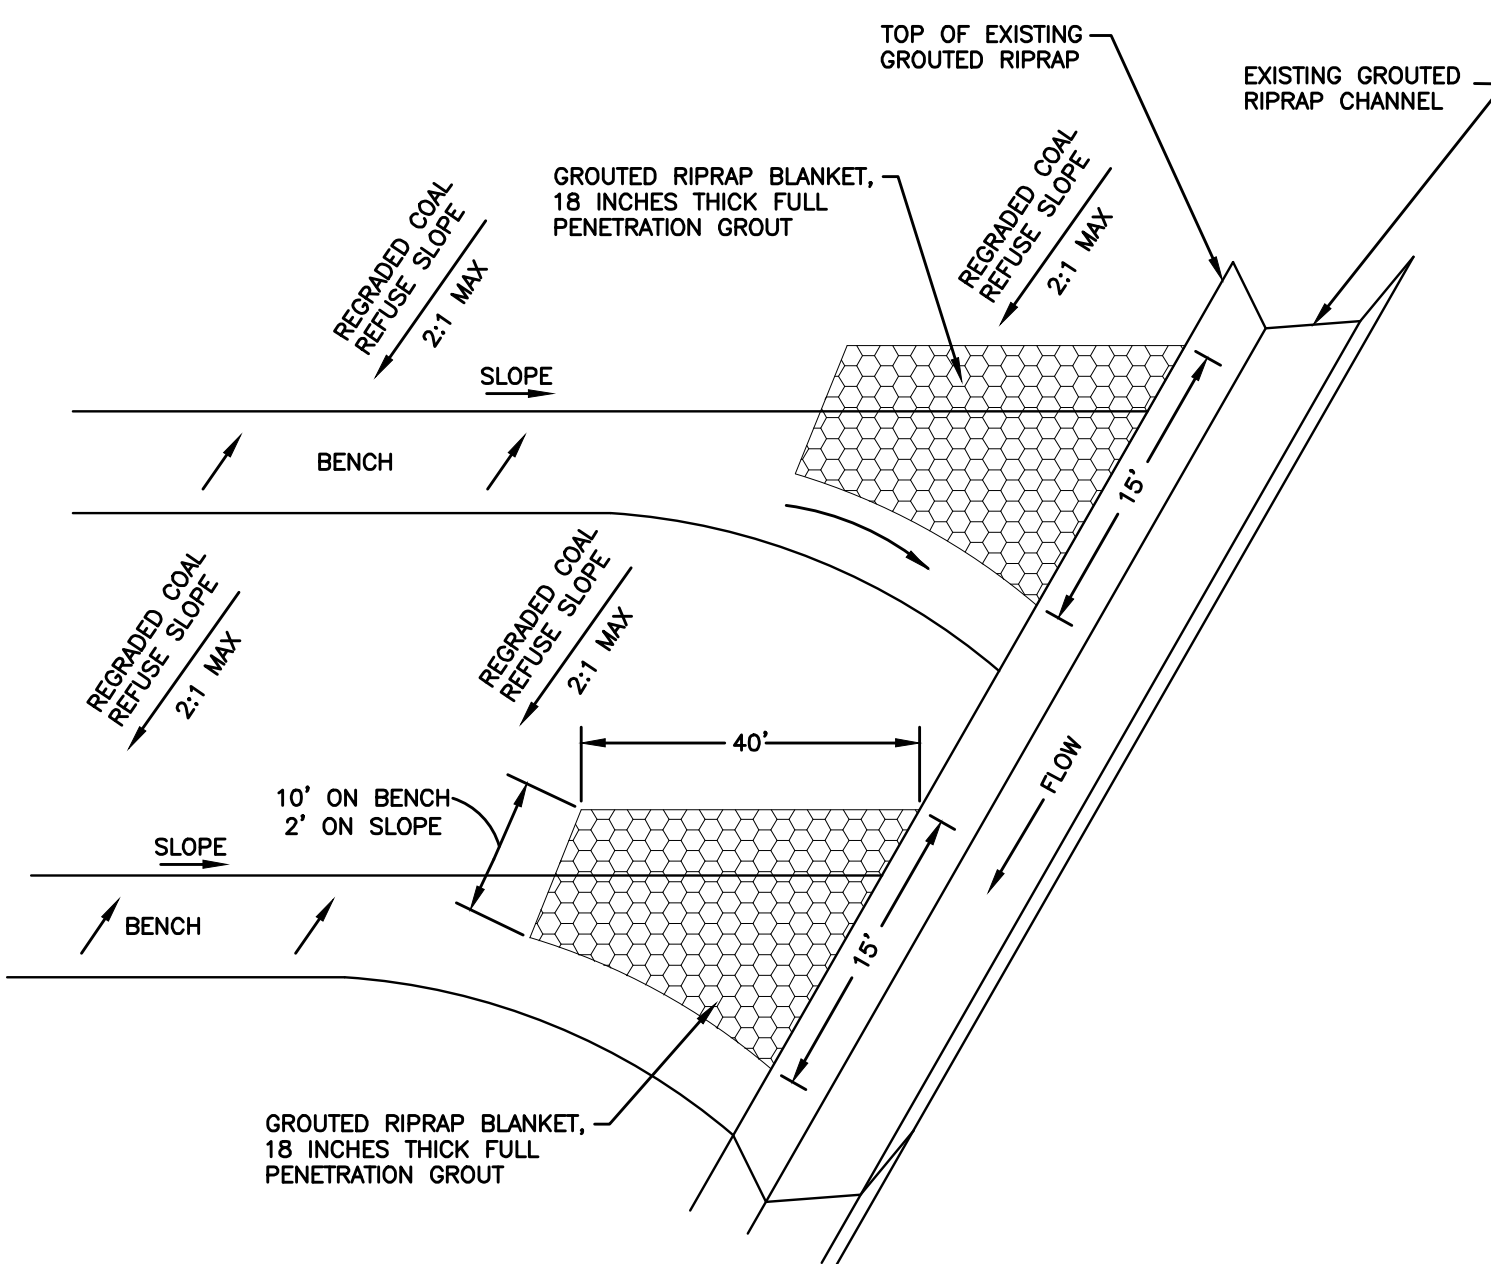 TOP OF EXISTING
GROUTED RIPRAP
EXISTING GROUTED
RIPRAP CHANNEL
GROUTED RIPRAP BLANKET,
18 INCHES THICK FULL
PENETRATION GROUT
REGRADED COAL
REFUSE SLOPE
2:1 MAX
REGRADED COAL
REFUSE SLOPE
2:1 MAX
SLOPE
BENCH
15'
REGRADED COAL
REFUSE SLOPE
2:1 MAX
REGRADED COAL
REFUSE SLOPE
2:1 MAX
40'
FLOW
10' ON BENCH
2' ON SLOPE
SLOPE
BENCH
15'
GROUTED RIPRAP BLANKET,
18 INCHES THICK FULL
PENETRATION GROUT